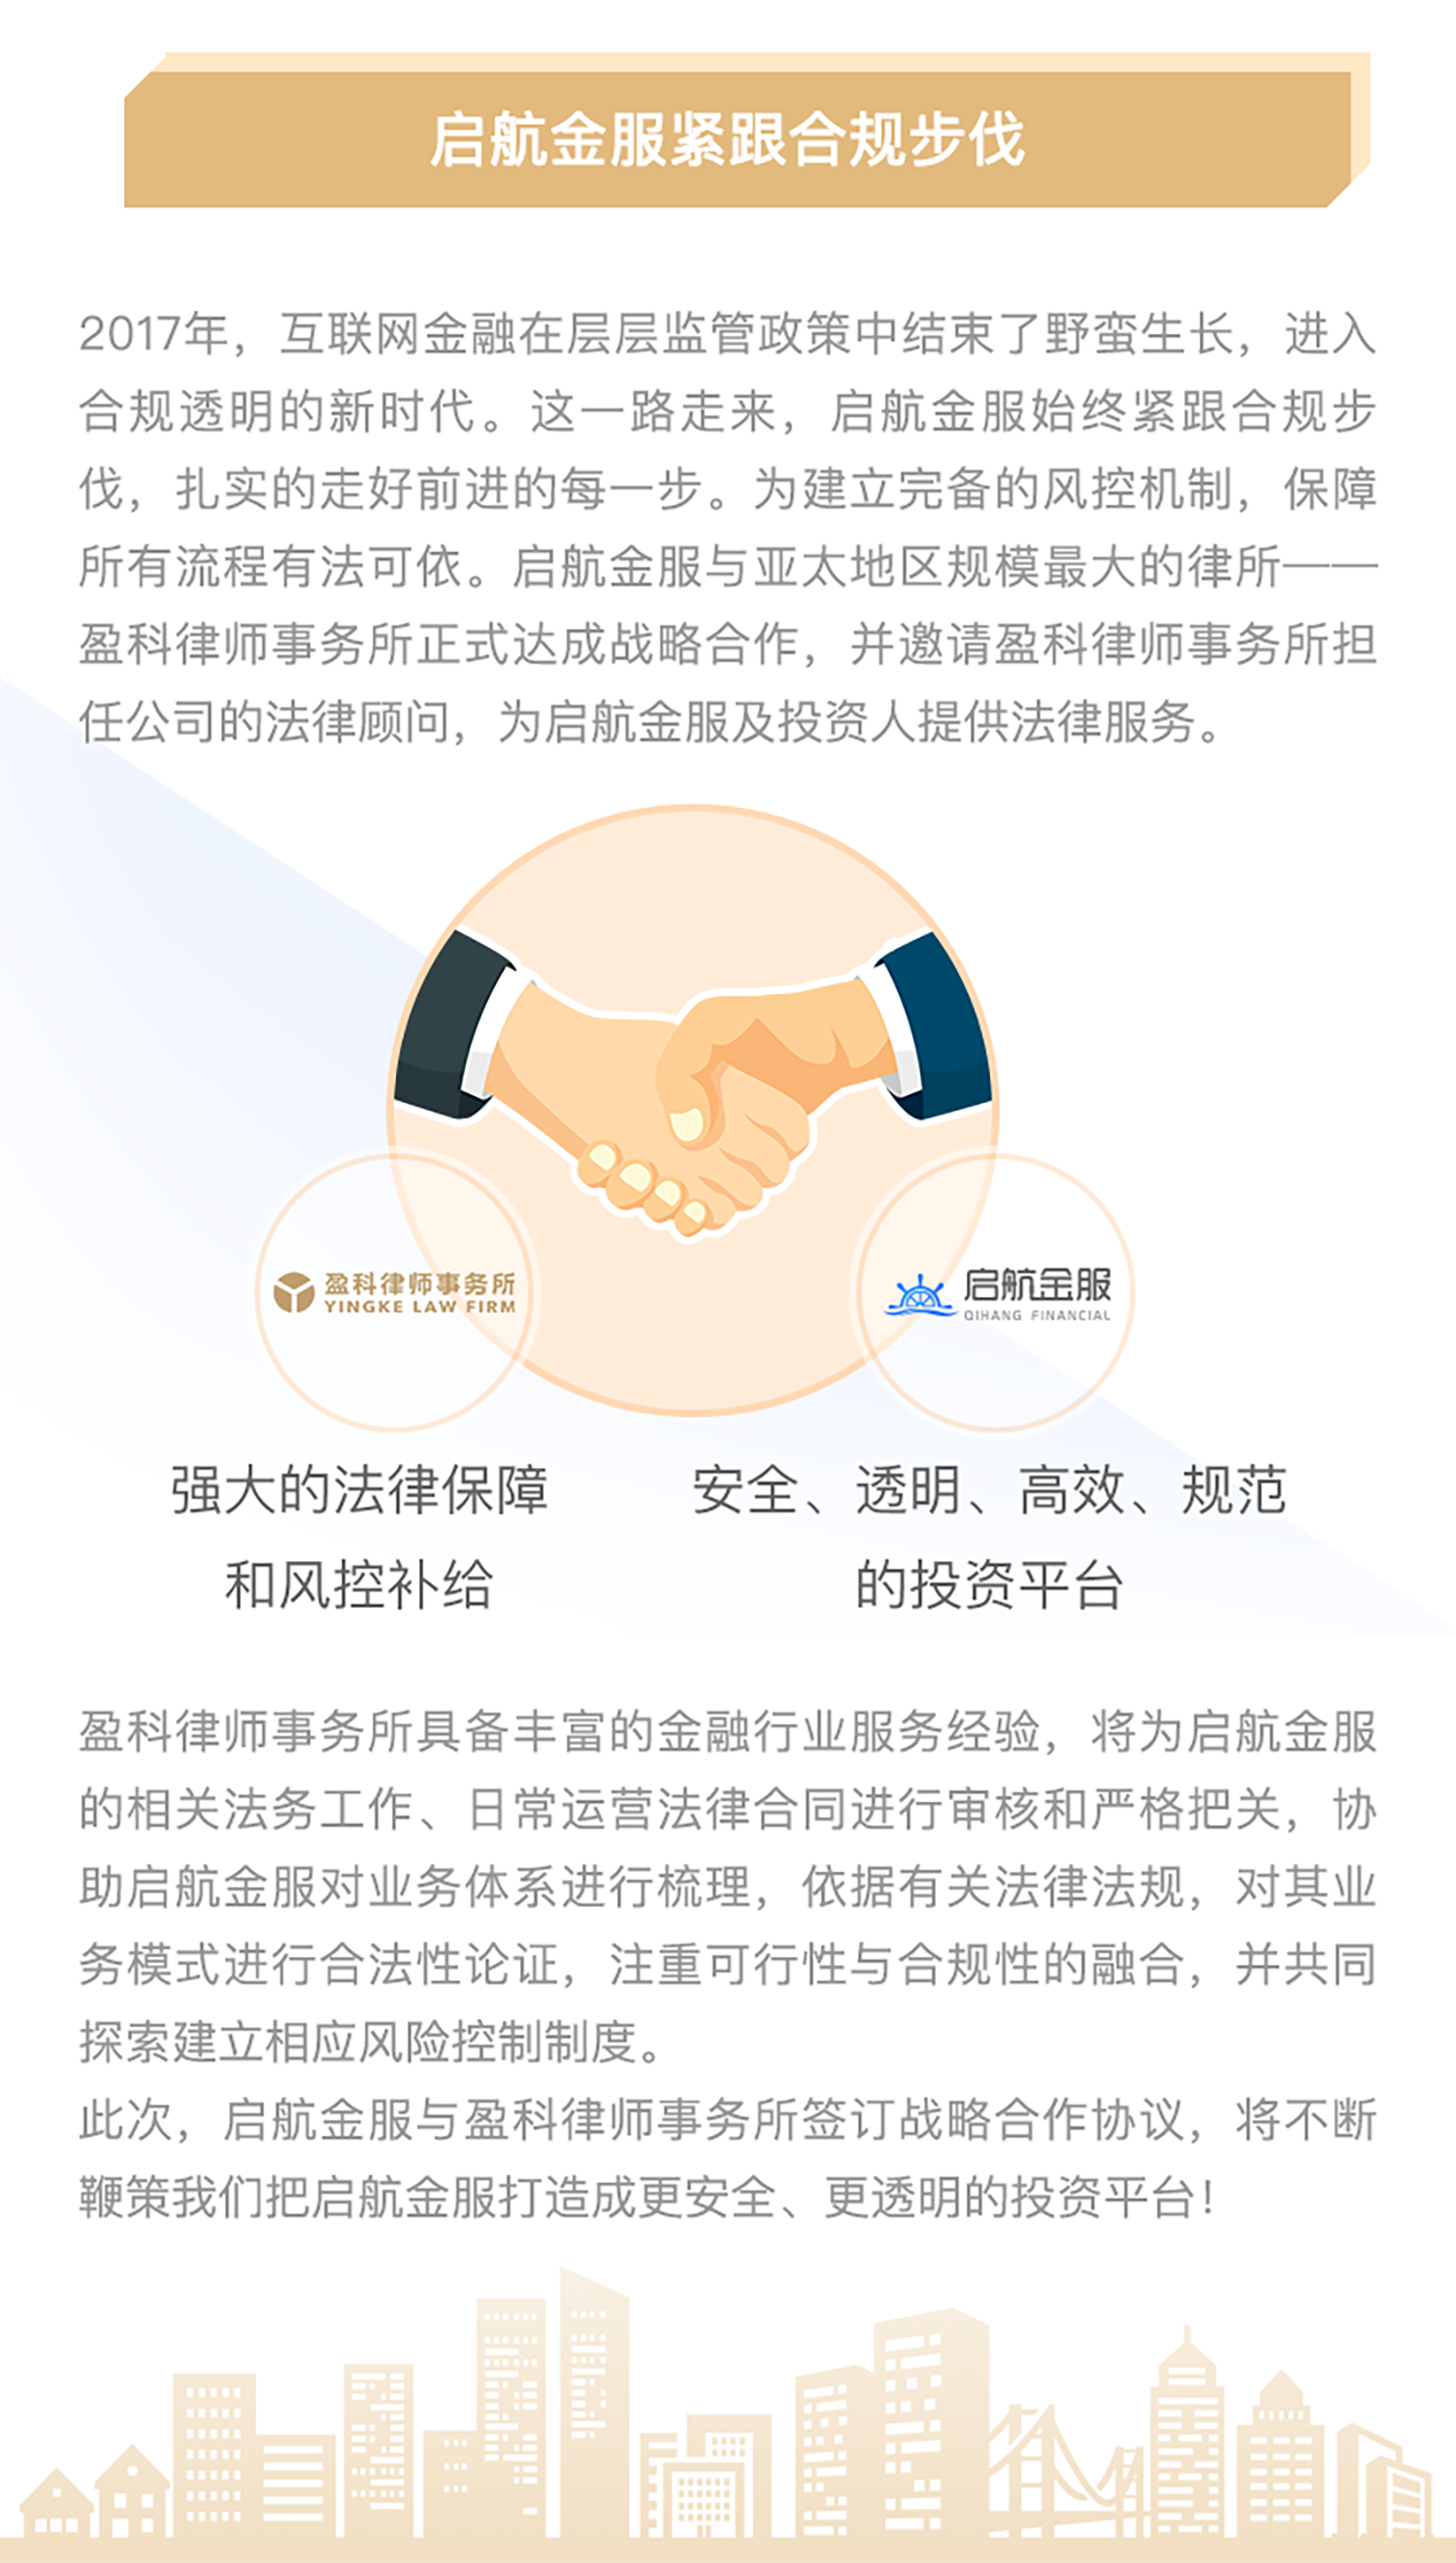 启航金服紧跟合规步伐
2017年，互联网金融在层层监管政策中结束了野蛮生长，进入
合规透明的新时代。这一路走来，启航金服始终紧跟合规步
伐，扎实的走好前进的每一步。为建立完备的风控机制，保障
所有流程有法可依。启航金服与亚太地区规模最大的律所——
盈科律师事务所正式达成战略合作，并邀请盈科律师事务所担
任公司的法律顾问，为启航金服及投资人提供法律服务。
盈科律师事务所
YINGKE LAW FIRM
启航金服
QIHANG FINANCIAL
强大的法律保障
和风控补给
安全、透明、高效、规范
的投资平台
盈科律师事务所具备丰富的金融行业服务经验，将为启航金服
的相关法务工作、日常运营法律合同进行审核和严格把关，协
助启航金服对业务体系进行梳理，依据有关法律法规，对其业
务模式进行合法性论证，注重可行性与合规性的融合，并共同
探索建立相应风险控制制度。
此次，启航金服与盈科律师事务所签订战略合作协议，将不断
鞭策我们把启航金服打造成更安全、更透明的投资平台！